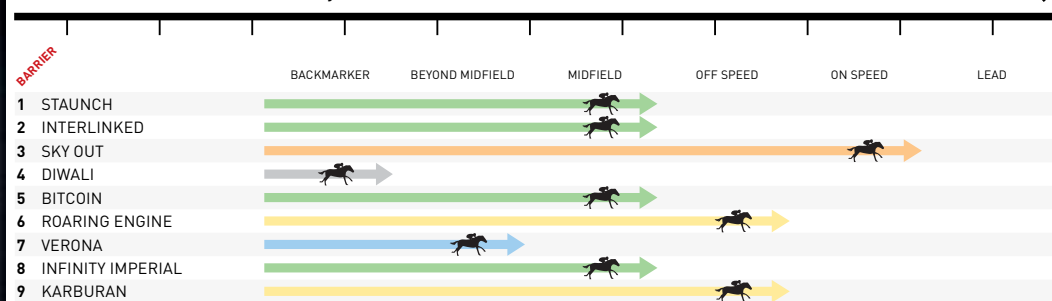 BARRIER
BACKMARKER BEYOND MIDFIELD MIDFIELD OFF SPEED ON SPEED LEAD
1 STAUNCH
2 INTERLINKED
3 SKY OUT
4 DIWALI
5 BITCOIN
6 ROARING ENGINE
7 VERONA
8 INFINITY IMPERIAL
9 KARBURAN